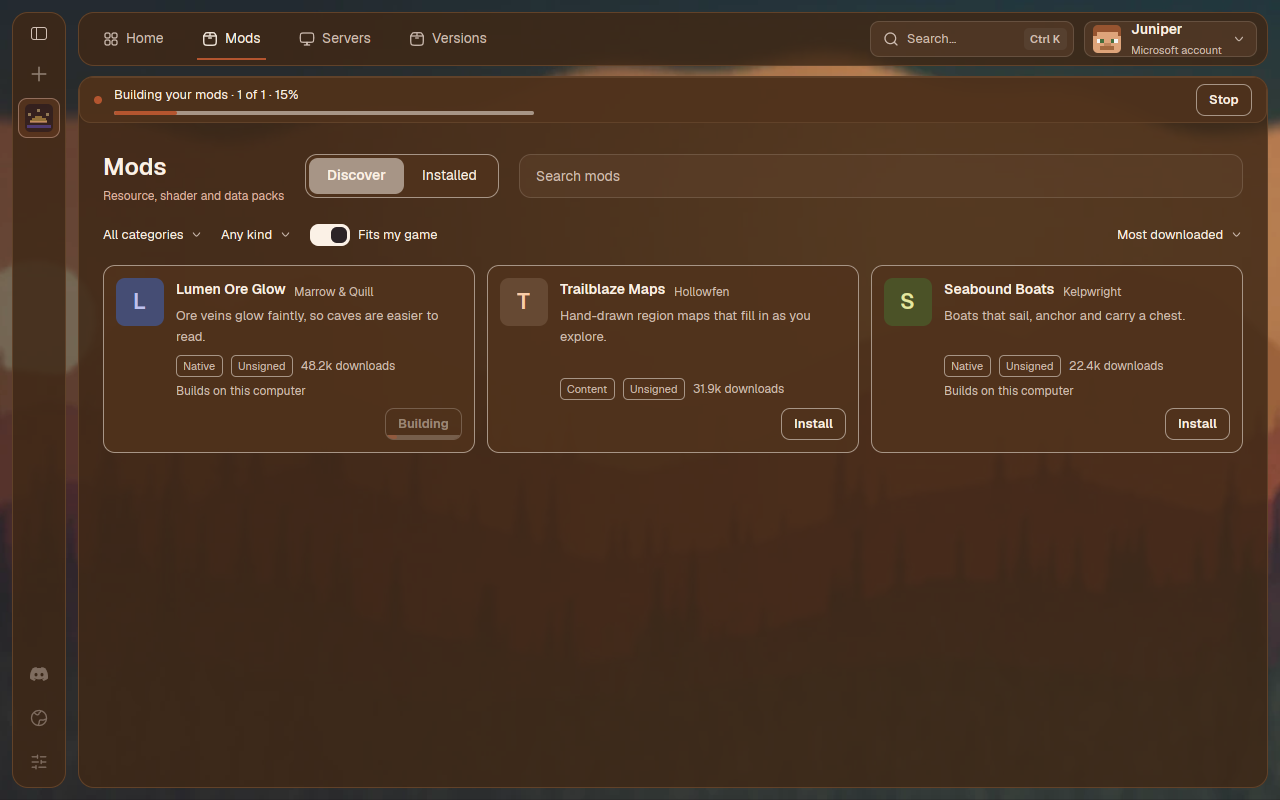 Home
Mods
Servers
Versions
Search...
Ctrl K
Juniper
Microsoft account
Building your mods · 1 of 1 · 15%
Stop
Mods
Resource, shader and data packs
Discover
Installed
Search mods
All categories
Any kind
Fits my game
Most downloaded
L
Lumen Ore Glow Marrow & Quill
Ore veins glow faintly, so caves are easier to
read.
Native Unsigned 48.2k downloads
Builds on this computer
Building
T
Trailblaze Maps Hollowfen
Hand-drawn region maps that fill in as you
explore.
Content Unsigned 31.9k downloads
Install
S
Seabound Boats Kelpwright
Boats that sail, anchor and carry a chest.
Native Unsigned 22.4k downloads
Builds on this computer
Install